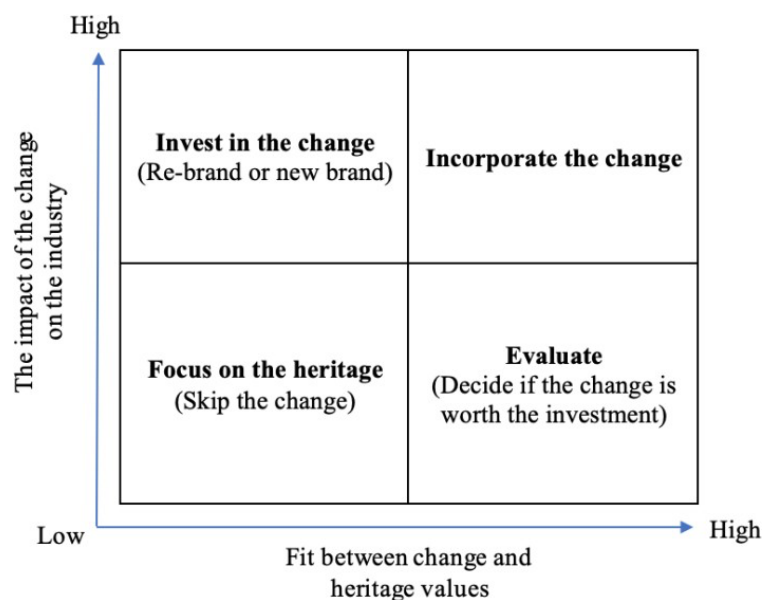 High
The impact of the change
on the industry
Invest in the change
(Re-brand or new brand)
Incorporate the change
Focus on the heritage
(Skip the change)
Evaluate
(Decide if the change is
worth the investment)
Low
High
Fit between change and
heritage values